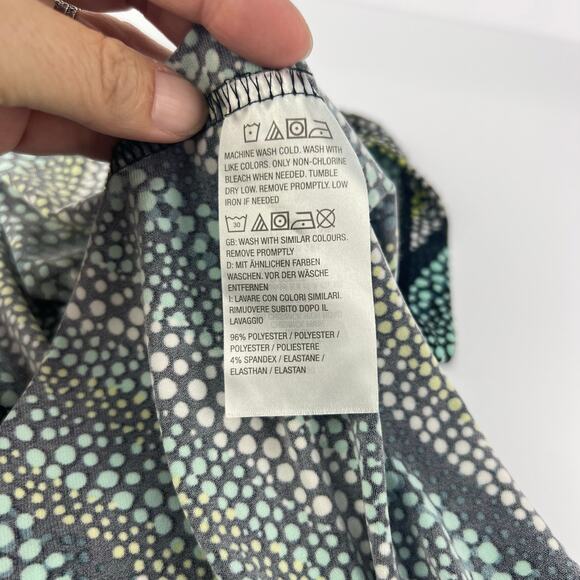 MACHINE WASH COLD. WASH WITH
LIKE COLORS. ONLY NON-CHLORINE
BLEACH WHEN NEEDED. TUMBLE
DRY LOW. REMOVE PROMPTLY. LOW
IRON IF NEEDED
30
GB: WASH WITH SIMILAR COLOURS.
REMOVE PROMPTLY
D: MIT ÄHNLICHEN FARBEN
WASCHEN. VOR DER WÄSCHE
ENTFERNEN
I: LAVARE CON COLORI SIMILARI.
RIMUOVERE SUBITO DOPO IL
LAVAGGIO
96% POLYESTER / POLYESTER /
POLYESTER / POLIESTERE
4% SPANDEX / ELASTANE /
ELASTHAN / ELASTAN